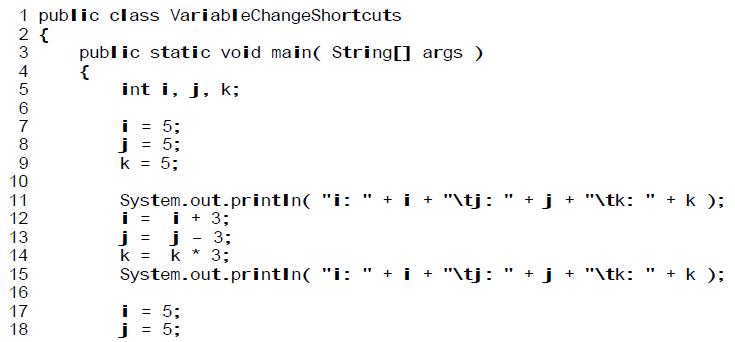 1 public class VariableChangeShortcuts
2 {
3     public static void main( String[] args )
4     {
5         int i, j, k;
6
7         i = 5;
8         j = 5;
9         k = 5;
10
11         System.out.println( "i: " + i + "\tj: " + j + "\tk: " + k );
12         i =  i + 3;
13         j =  j - 3;
14         k =  k * 3;
15         System.out.println( "i: " + i + "\tj: " + j + "\tk: " + k );
16
17         i = 5;
18         j = 5;